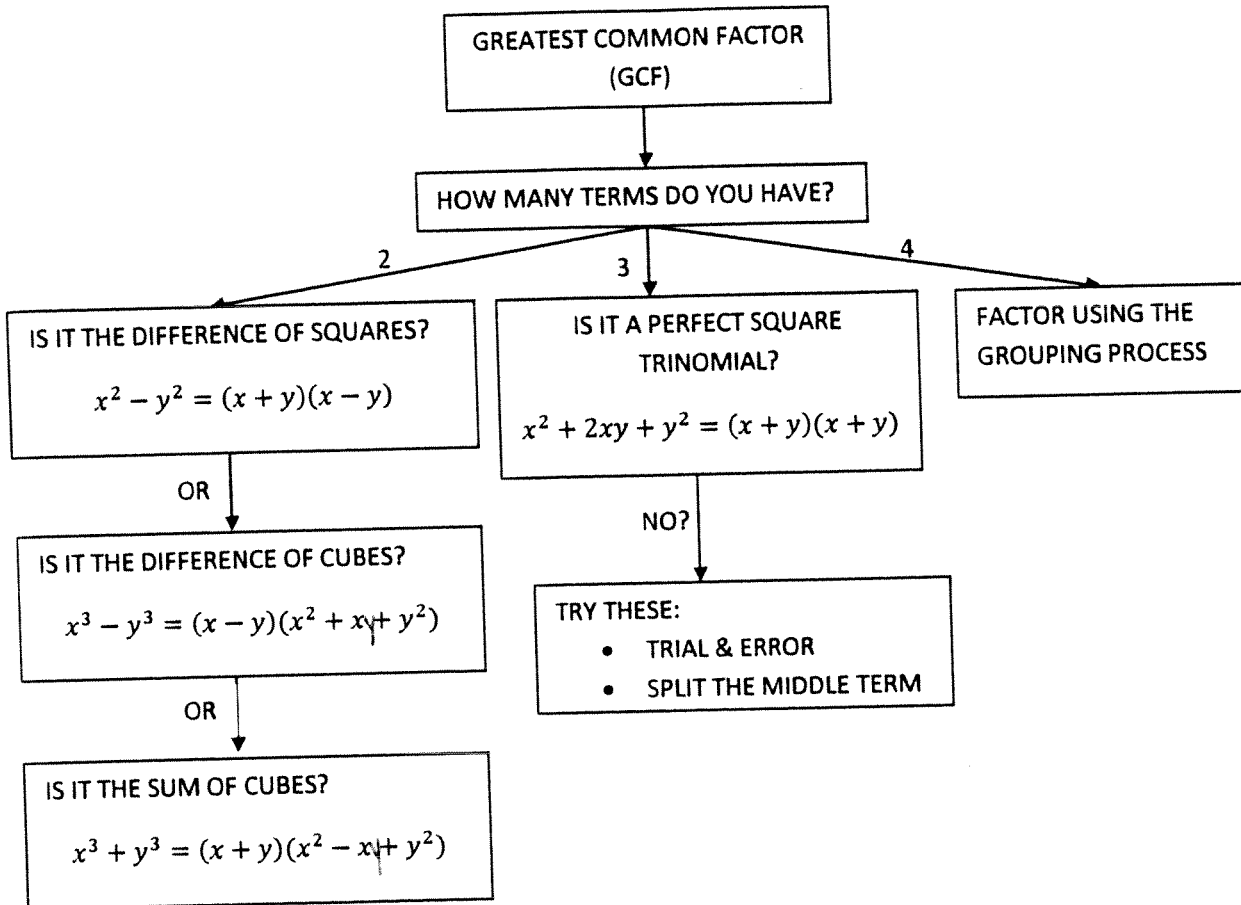 GREATEST COMMON FACTOR
(GCF)
HOW MANY TERMS DO YOU HAVE?
2
3
4
IS IT THE DIFFERENCE OF SQUARES?
x² − y² = (x + y)(x − y)
OR
IS IT THE DIFFERENCE OF CUBES?
x³ − y³ = (x − y)(x² + xy + y²)
OR
IS IT THE SUM OF CUBES?
x³ + y³ = (x + y)(x² − xy + y²)
IS IT A PERFECT SQUARE
TRINOMIAL?
x² + 2xy + y² = (x + y)(x + y)
NO?
TRY THESE:
• TRIAL & ERROR
• SPLIT THE MIDDLE TERM
FACTOR USING THE
GROUPING PROCESS